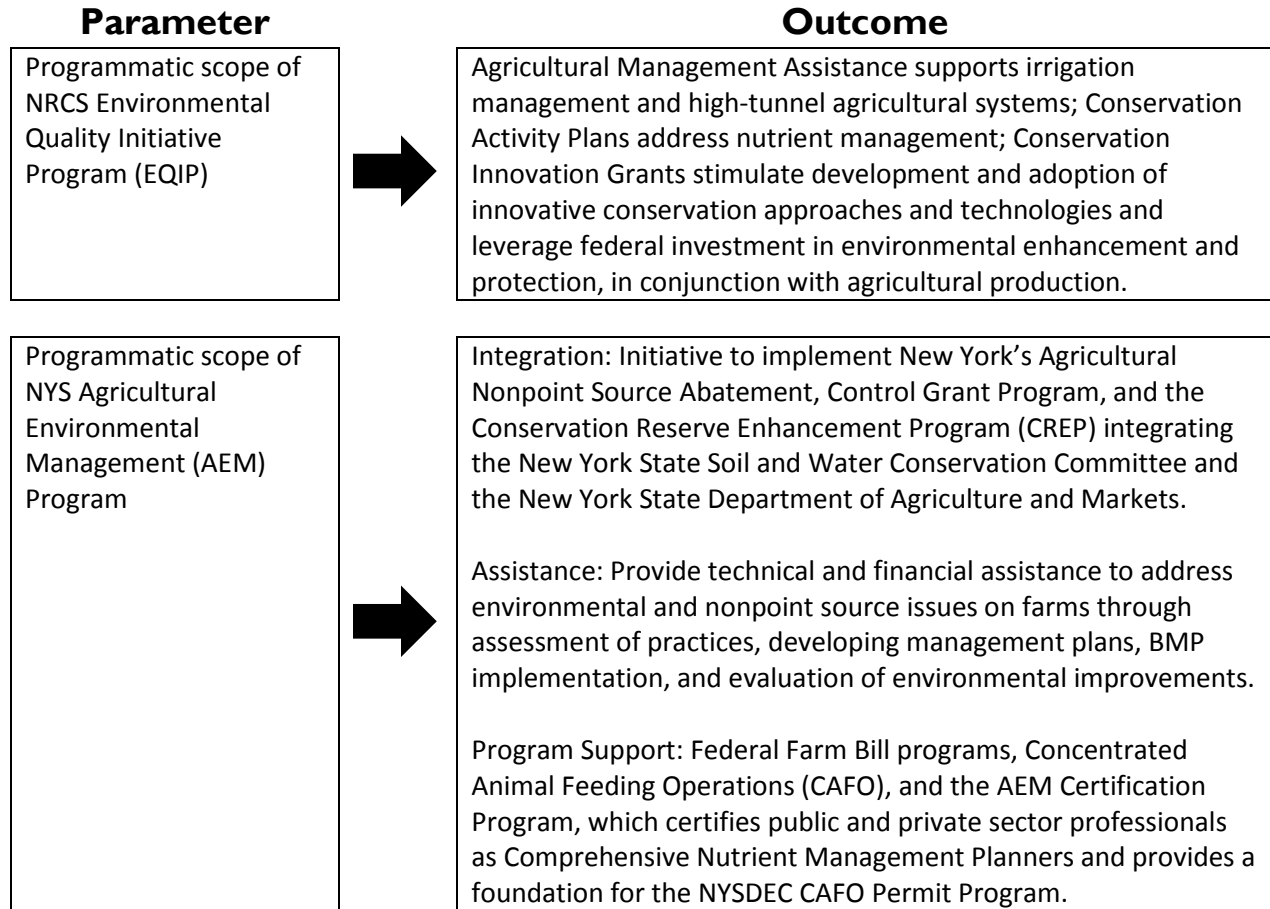 Parameter
Outcome
Programmatic scope of
NRCS Environmental
Quality Initiative
Program (EQIP)
Agricultural Management Assistance supports irrigation
management and high-tunnel agricultural systems; Conservation
Activity Plans address nutrient management; Conservation
Innovation Grants stimulate development and adoption of
innovative conservation approaches and technologies and
leverage federal investment in environmental enhancement and
protection, in conjunction with agricultural production.
Programmatic scope of
NYS Agricultural
Environmental
Management (AEM)
Program
Integration: Initiative to implement New York’s Agricultural
Nonpoint Source Abatement, Control Grant Program, and the
Conservation Reserve Enhancement Program (CREP) integrating
the New York State Soil and Water Conservation Committee and
the New York State Department of Agriculture and Markets.
Assistance: Provide technical and financial assistance to address
environmental and nonpoint source issues on farms through
assessment of practices, developing management plans, BMP
implementation, and evaluation of environmental improvements.
Program Support: Federal Farm Bill programs, Concentrated
Animal Feeding Operations (CAFO), and the AEM Certification
Program, which certifies public and private sector professionals
as Comprehensive Nutrient Management Planners and provides a
foundation for the NYSDEC CAFO Permit Program.